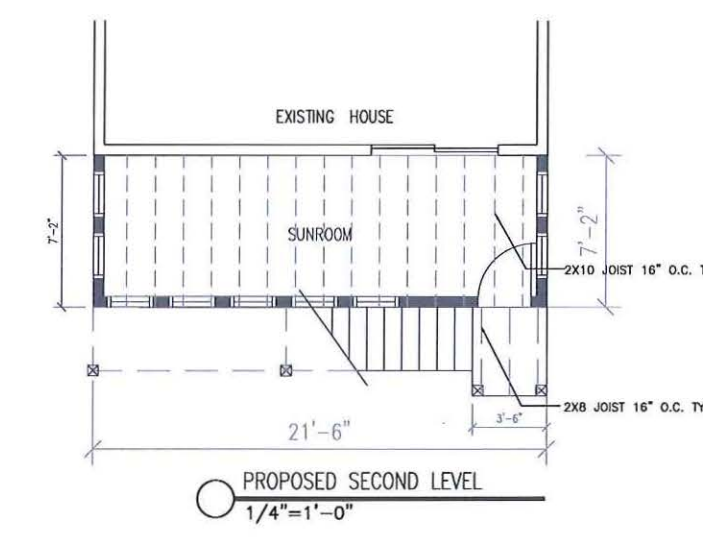 EXISTING HOUSE
7'-2"
SUNROOM
7'-2"
2X10 JOIST 16" O.C. T
2X8 JOIST 16" O.C. TY
3'-6"
21'-6"
PROPOSED SECOND LEVEL
1/4"=1'-0"